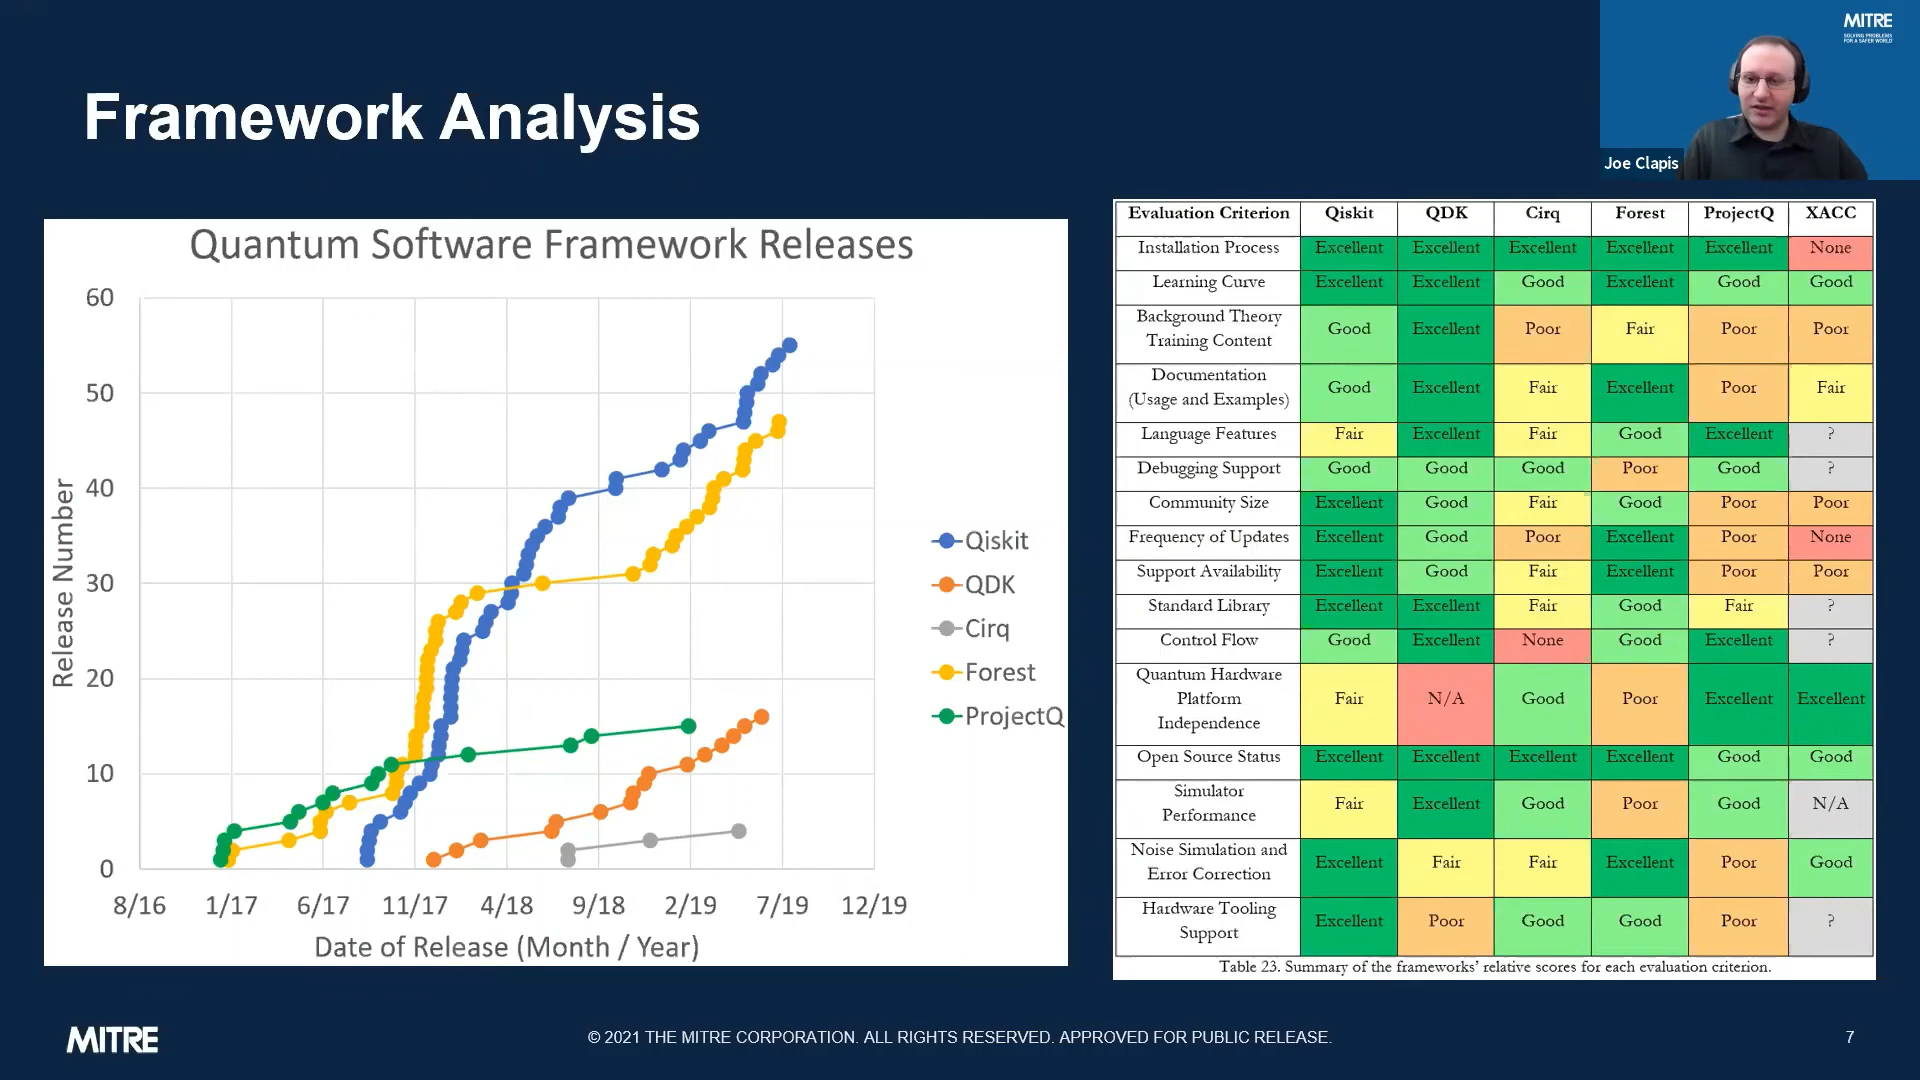 MITRE
SOLVING PROBLEMS
FOR A SAFER WORLD
Framework Analysis
Joe Clapis
Quantum Software Framework Releases
60
50
40
30
20
10
0
Release Number
8/16 1/17 6/17 11/17 4/18 9/18 2/19 7/19 12/19
Date of Release (Month / Year)
Qiskit
QDK
Cirq
Forest
ProjectQ
Evaluation Criterion Qiskit QDK Cirq Forest ProjectQ XACC
Installation Process Excellent Excellent Excellent Excellent Excellent None
Learning Curve Excellent Excellent Good Excellent Good Good
Background Theory
Training Content Good Excellent Poor Fair Poor Poor
Documentation
(Usage and Examples) Good Excellent Fair Excellent Poor Fair
Language Features Fair Excellent Fair Good Excellent ?
Debugging Support Good Good Good Poor Good ?
Community Size Excellent Good Fair Good Poor Poor
Frequency of Updates Excellent Good Poor Excellent Poor None
Support Availability Excellent Good Fair Excellent Poor Poor
Standard Library Excellent Excellent Fair Good Fair ?
Control Flow Good Excellent None Good Excellent ?
Quantum Hardware
Platform
Independence Fair N/A Good Poor Excellent Excellent
Open Source Status Excellent Excellent Excellent Excellent Good Good
Simulator
Performance Fair Excellent Good Poor Good N/A
Noise Simulation and
Error Correction Excellent Fair Fair Excellent Poor Good
Hardware Tooling
Support Excellent Poor Good Good Poor ?
Table 23. Summary of the frameworks' relative scores for each evaluation criterion.
MITRE
© 2021 THE MITRE CORPORATION. ALL RIGHTS RESERVED. APPROVED FOR PUBLIC RELEASE.
7